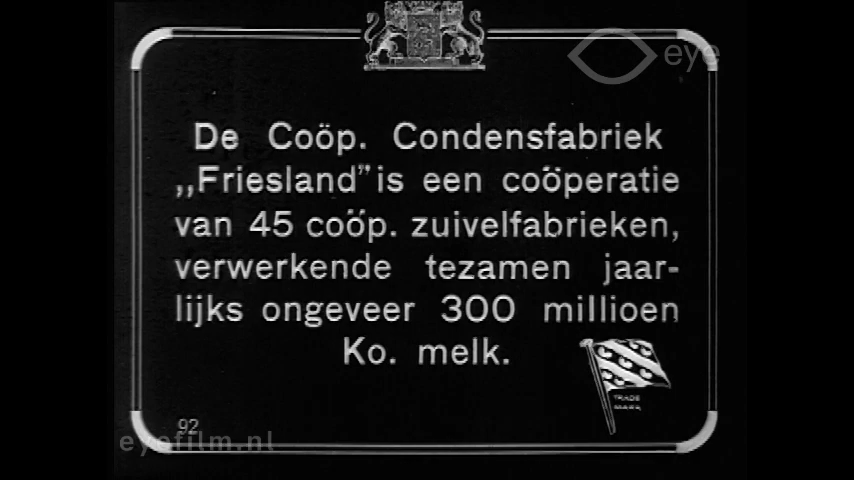 eye
De Coöp. Condensfabriek
,,Friesland" is een coöperatie
van 45 coöp. zuivelfabrieken,
verwerkende tezamen jaar-
lijks ongeveer 300 millioen
Ko. melk.
TRADE
MARK
92
eyefilm.nl